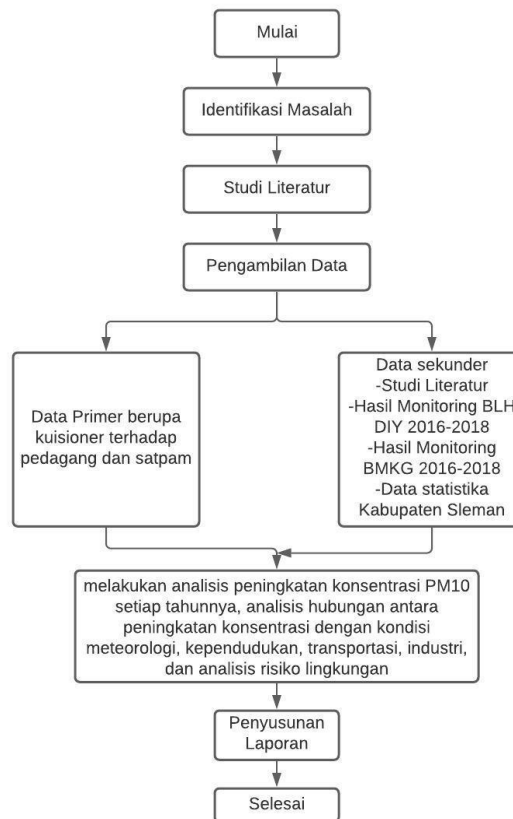 Mulai
Identifikasi Masalah
Studi Literatur
Pengambilan Data
Data Primer berupa
kuisioner terhadap
pedagang dan satpam
Data sekunder
-Studi Literatur
-Hasil Monitoring BLH
DIY 2016-2018
-Hasil Monitoring
BMKG 2016-2018
-Data statistika
Kabupaten Sleman
melakukan analisis peningkatan konsentrasi PM10
setiap tahunnya, analisis hubungan antara
peningkatan konsentrasi dengan kondisi
meteorologi, kependudukan, transportasi, industri,
dan analisis risiko lingkungan
Penyusunan
Laporan
Selesai